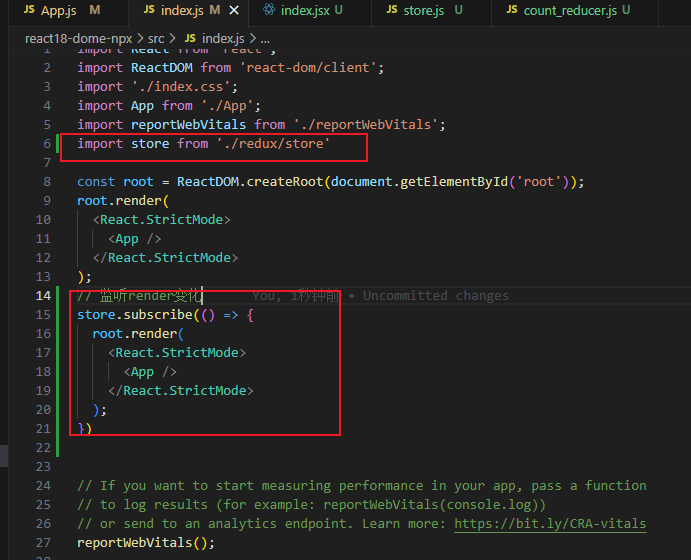 App.js M index.js M × index.jsx U store.js U count_reducer.js U
react18-dome-npx > src > index.js > ...
1 import React from 'react';
2 import ReactDOM from 'react-dom/client';
3 import './index.css';
4 import App from './App';
5 import reportWebVitals from './reportWebVitals';
6 import store from './redux/store'
7
8 const root = ReactDOM.createRoot(document.getElementById('root'));
9 root.render(
10 <React.StrictMode>
11 <App />
12 </React.StrictMode>
13 );
14 // 监听render变化 You, 1秒钟前 • Uncommitted changes
15 store.subscribe(() => {
16 root.render(
17 <React.StrictMode>
18 <App />
19 </React.StrictMode>
20 );
21 })
22
23
24 // If you want to start measuring performance in your app, pass a function
25 // to log results (for example: reportWebVitals(console.log))
26 // or send to an analytics endpoint. Learn more: https://bit.ly/CRA-vitals
27 reportWebVitals();